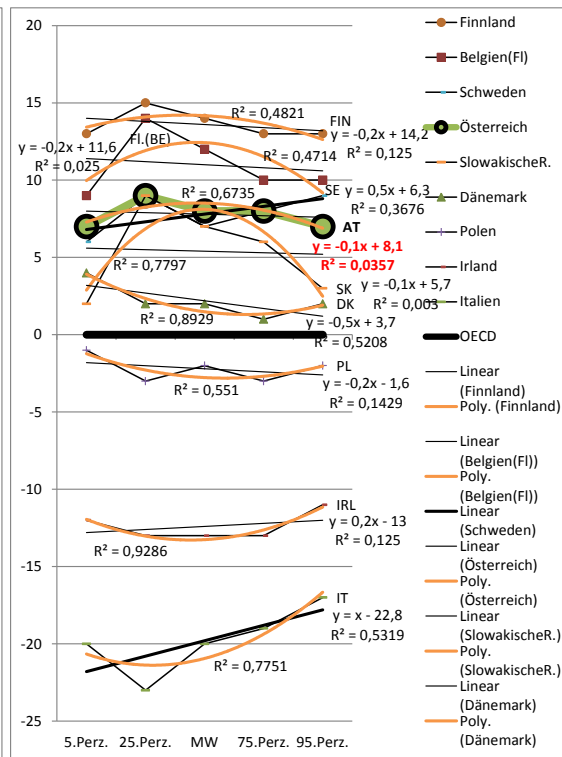 20
15
10
5
0
-5
-10
-15
-20
-25
R² = 0,4821
FIN
y = -0,2x + 14,2
R² = 0,125
y = -0,2x + 11,6
R² = 0,025
Fl.(BE)
R² = 0,4714
R² = 0,6735
SE
y = 0,5x + 6,3
R² = 0,3676
AT
y = -0,1x + 8,1
R² = 0,0357
R² = 0,7797
SK
y = -0,1x + 5,7
R² = 0,003
DK
R² = 0,8929
y = -0,5x + 3,7
R² = 0,5208
PL
R² = 0,551
y = -0,2x - 1,6
R² = 0,1429
IRL
y = 0,2x - 13
R² = 0,125
R² = 0,9286
IT
y = x - 22,8
R² = 0,5319
R² = 0,7751
5.Perz. 25.Perz. MW 75.Perz. 95.Perz.
Finnland
Belgien(Fl)
Schweden
Österreich
SlowakischeR.
Dänemark
Polen
Irland
Italien
OECD
Linear
(Finnland)
Poly. (Finnland)
Linear
(Belgien(Fl))
Poly.
(Belgien(Fl))
Linear
(Schweden)
Linear
(Österreich)
Poly.
(Österreich)
Linear
(SlowakischeR.)
Poly.
(SlowakischeR.)
Linear
(Dänemark)
Poly.
(Dänemark)